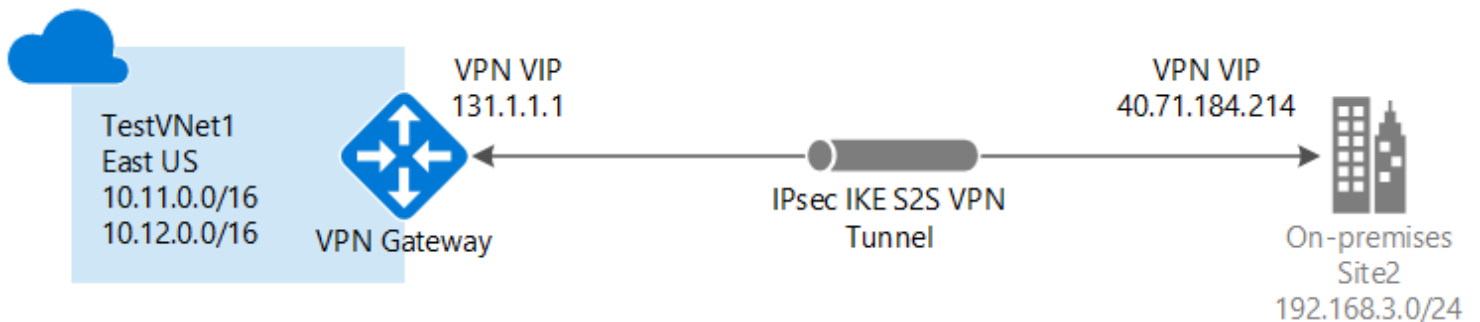 TestVNet1
East US
10.11.0.0/16
10.12.0.0/16
VPN Gateway
VPN VIP
131.1.1.1
IPsec IKE S2S VPN
Tunnel
VPN VIP
40.71.184.214
On-premises
Site2
192.168.3.0/24